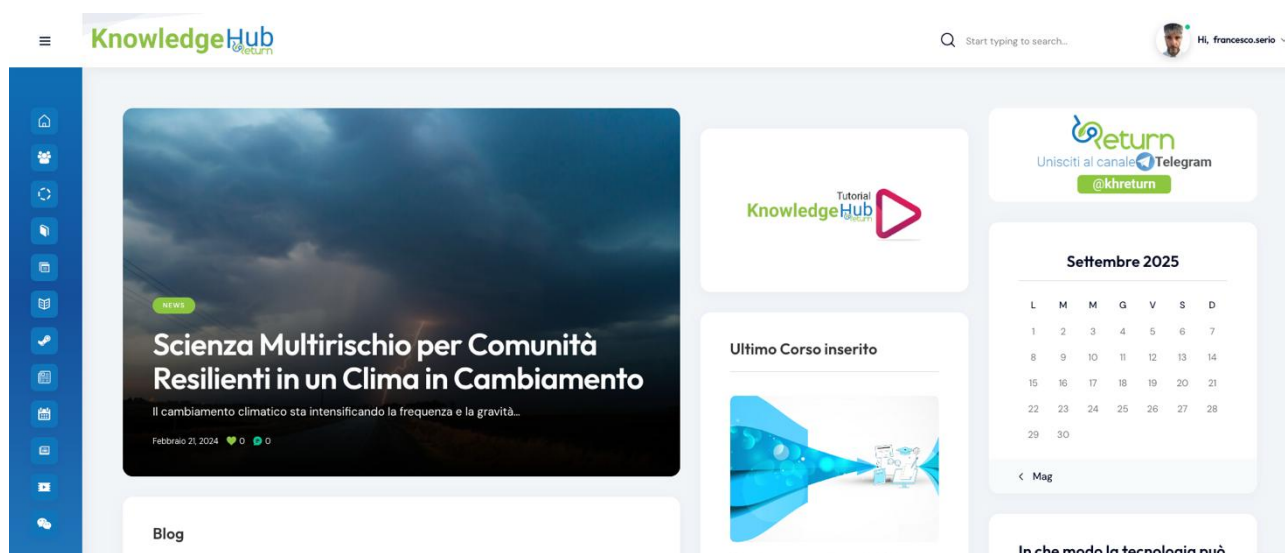 KnowledgeHub
Return
Start typing to search...
Hi, francesco.serio
NEWS
Scienza Multirischio per Comunità
Resilienti in un Clima in Cambiamento
Il cambiamento climatico sta intensificando la frequenza e la gravità...
Febbraio 21, 2024 0 0
Blog
Tutorial
KnowledgeHub
Return
Ultimo Corso inserito
Return
Unisciti al canale Telegram
@khreturn
Settembre 2025
L M M G V S D
1 2 3 4 5 6 7
8 9 10 11 12 13 14
15 16 17 18 19 20 21
22 23 24 25 26 27 28
29 30
< Mag
In che modo la tecnologia può